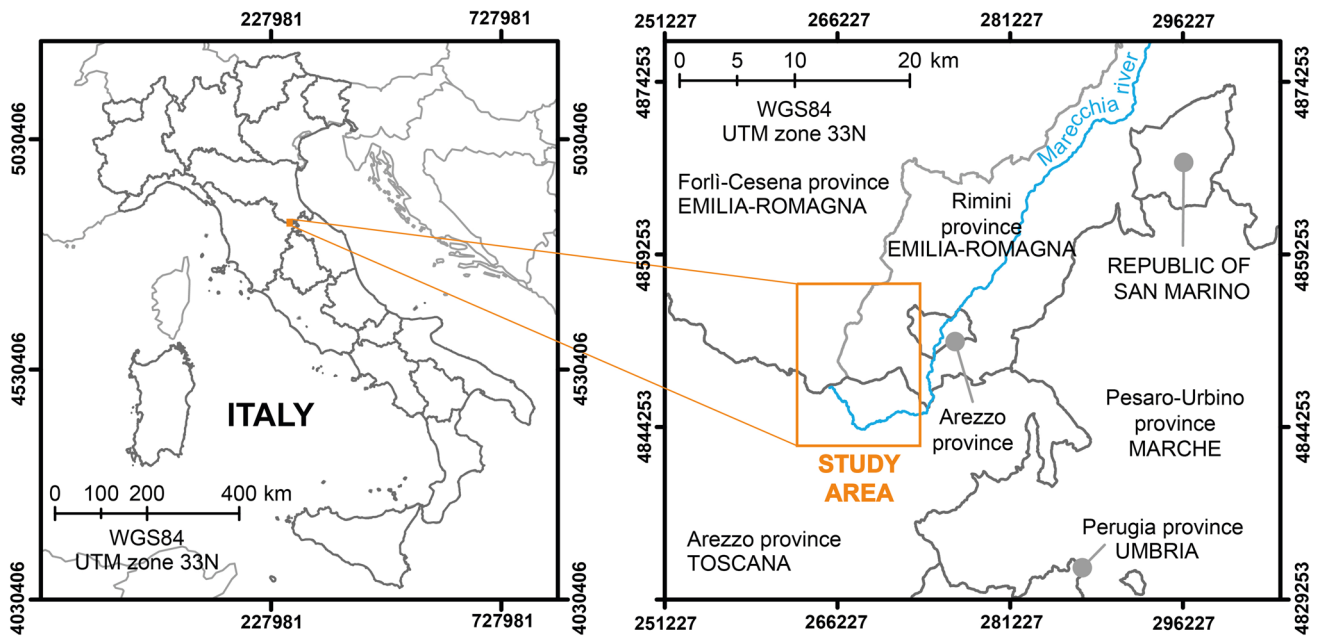 227981 727981
5030406
4530406
4030406
5030406
4530406
4030406
ITALY
0 100 200 400 km
WGS84
UTM zone 33N
227981 727981
251227 266227 281227 296227
0 5 10 20 km
WGS84
UTM zone 33N
Marecchia river
Forlì-Cesena province
EMILIA-ROMAGNA
Rimini
province
EMILIA-ROMAGNA
REPUBLIC OF
SAN MARINO
4874253
4859253
4844253
4829253
4874253
4859253
4844253
Arezzo
province
Pesaro-Urbino
province
MARCHE
STUDY
AREA
Arezzo province
TOSCANA
Perugia province
UMBRIA
251227 266227 281227 296227